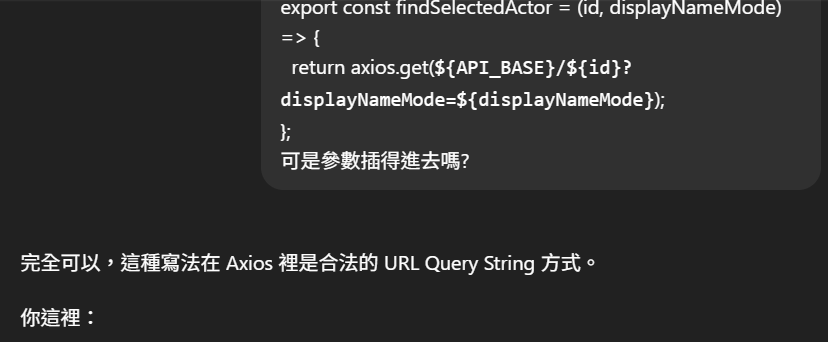 export const findSelectedActor = (id, displayNameMode)
=> {
return axios.get(${API_BASE}/${id}?
displayNameMode=${displayNameMode});
};
可是參數插得進去嗎?
完全可以，這種寫法在 Axios 裡是合法的 URL Query String 方式。
你這裡：